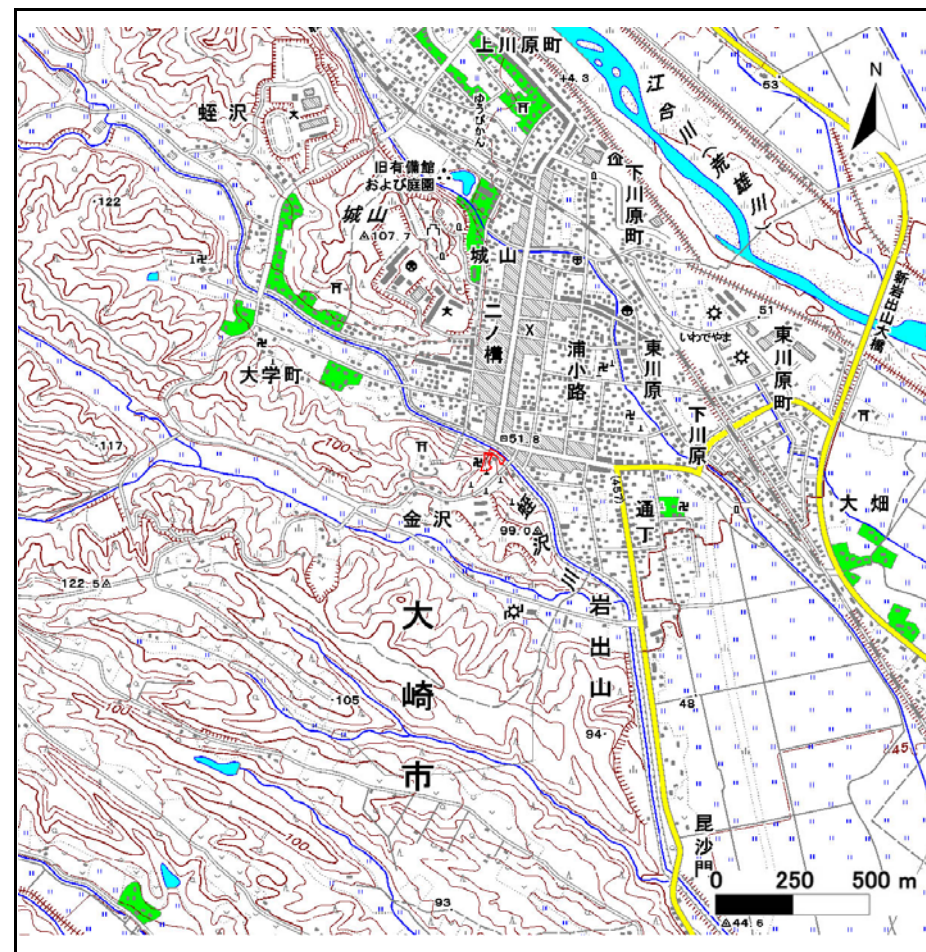 上川原町
+4.3
53
江合川(荒雄川)
N
蛭沢
ゆうびかん
下川原町
旧有備館
および庭園
・122
城山
△107.7
城山
二ノ構
浦小路
東川原
いわでやま
51
東川原町
新岩出山大橋
大学町
下川原
・117
100
51.8
金沢
蛭沢川
99.0△
(457)
通丁
大畑
122.5△
大崎市
岩出山
・105
48
94・
45
100
100
93
毘沙門
0 250 500 m
△44.6